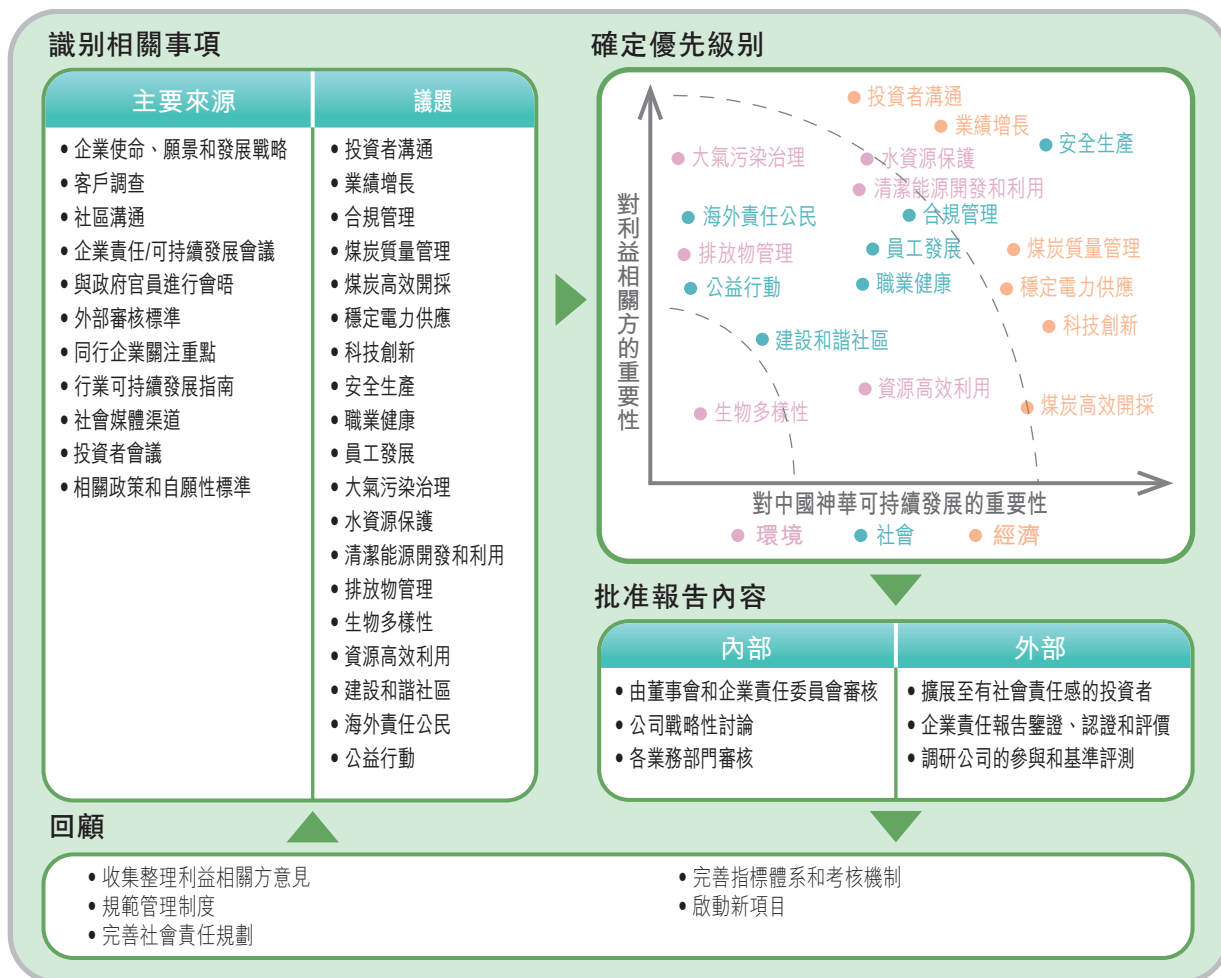 識別相關事項
主要來源
議題
• 企業使命、願景和發展戰略
• 客戶調查
• 社區溝通
• 企業責任/可持續發展會議
• 與政府官員進行會晤
• 外部審核標準
• 同行企業關注重點
• 行業可持續發展指南
• 社會媒體渠道
• 投資者會議
• 相關政策和自願性標準
• 投資者溝通
• 業績增長
• 合規管理
• 煤炭質量管理
• 煤炭高效開採
• 穩定電力供應
• 科技創新
• 安全生產
• 職業健康
• 員工發展
• 大氣污染治理
• 水資源保護
• 清潔能源開發和利用
• 排放物管理
• 生物多樣性
• 資源高效利用
• 建設和諧社區
• 海外責任公民
• 公益行動
確定優先級別
對利益相關方的重要性
投資者溝通
業績增長
安全生產
大氣污染治理
水資源保護
清潔能源開發和利用
海外責任公民
合規管理
排放物管理
員工發展
煤炭質量管理
公益行動
職業健康
穩定電力供應
科技創新
建設和諧社區
資源高效利用
生物多樣性
煤炭高效開採
對中國神華可持續發展的重要性
環境
社會
經濟
批准報告內容
內部
外部
• 由董事會和企業責任委員會審核
• 公司戰略性討論
• 各業務部門審核
• 擴展至有社會責任感的投資者
• 企業責任報告鑒證、認證和評價
• 調研公司的參與和基準評測
回顧
• 收集整理利益相關方意見
• 規範管理制度
• 完善社會責任規劃
• 完善指標體系和考核機制
• 啟動新項目